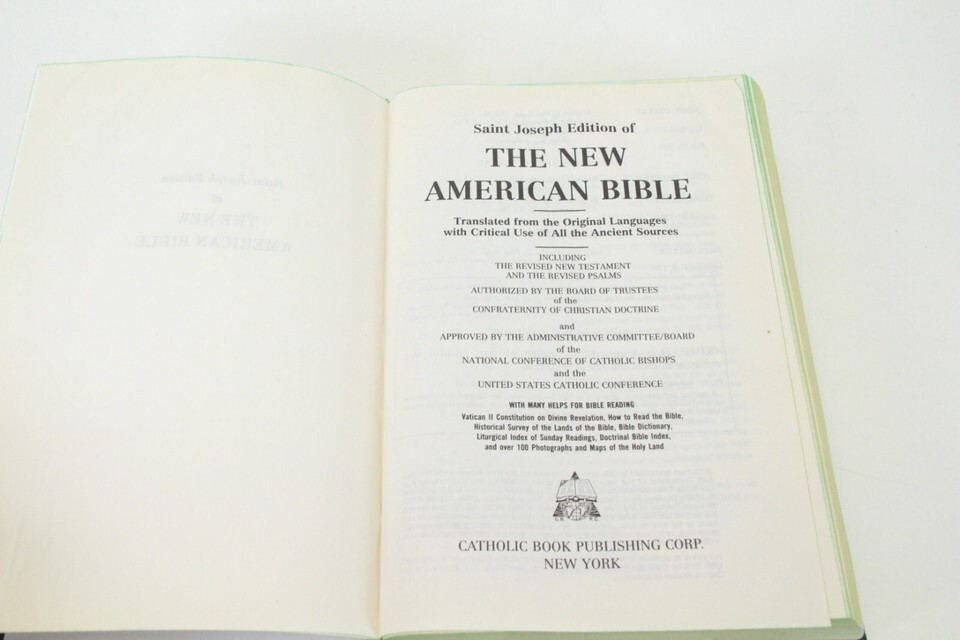 Saint Joseph Edition of
THE NEW
AMERICAN BIBLE
Translated from the Original Languages
with Critical Use of All the Ancient Sources
INCLUDING
THE REVISED NEW TESTAMENT
AND THE REVISED PSALMS
AUTHORIZED BY THE BOARD OF TRUSTEES
of the
CONFRATERNITY OF CHRISTIAN DOCTRINE
and
APPROVED BY THE ADMINISTRATIVE COMMITTEE/BOARD
of the
NATIONAL CONFERENCE OF CATHOLIC BISHOPS
and the
UNITED STATES CATHOLIC CONFERENCE
WITH MANY HELPS FOR BIBLE READING
Vatican II Constitution on Divine Revelation, How to Read the Bible,
Historical Survey of the Lands of the Bible, Bible Dictionary,
Liturgical Index of Sunday Readings, Doctrinal Bible Index,
and over 100 Photographs and Maps of the Holy Land
CATHOLIC BOOK PUBLISHING CORP.
NEW YORK